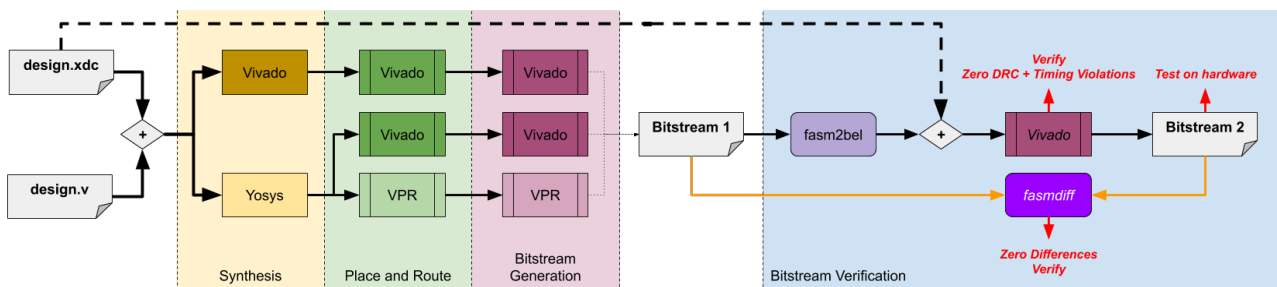 design.xdc
+
design.v
Vivado
Yosys
Synthesis
Vivado
Vivado
VPR
Place and Route
Vivado
Vivado
VPR
Bitstream
Generation
Bitstream 1
fasm2bel
+
Verify
Zero DRC + Timing Violations
Vivado
Test on hardware
Bitstream 2
fasmdiff
Zero Differences
Verify
Bitstream Verification